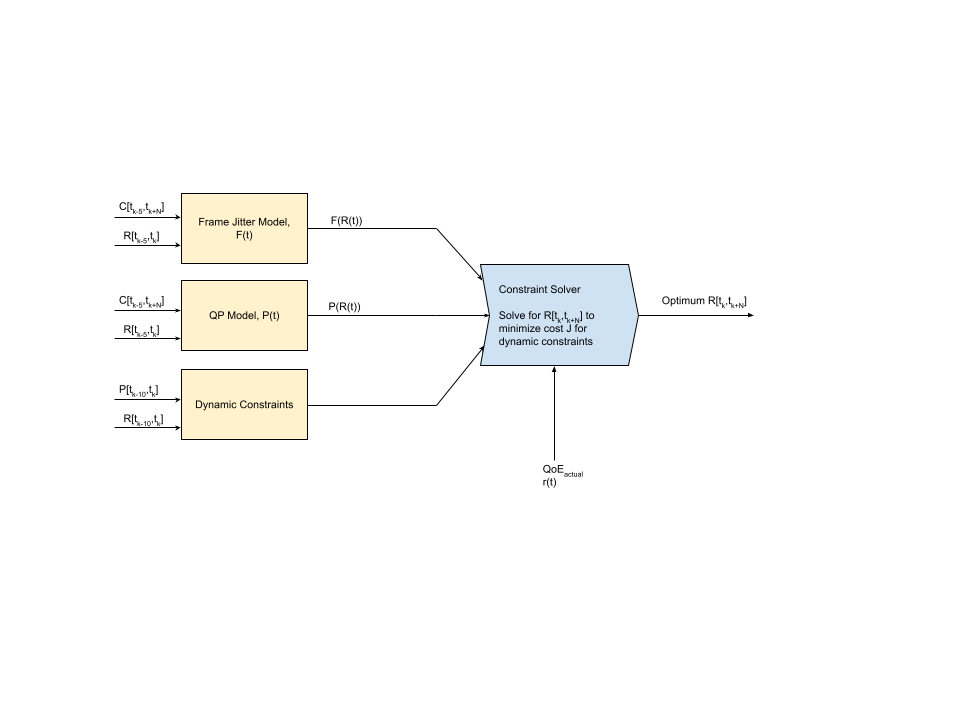 C[tk-5,tk+N]
R[tk-5,tk]
Frame Jitter Model,
F(t)
F(R(t))
C[tk-5,tk+N]
R[tk-5,tk]
QP Model, P(t)
P(R(t))
P[tk-10,tk]
R[tk-10,tk]
Dynamic Constraints
Constraint Solver
Solve for R[tk,tk+N] to
minimize cost J for
dynamic constraints
Optimum R[tk,tk+N]
QoEactual
r(t)